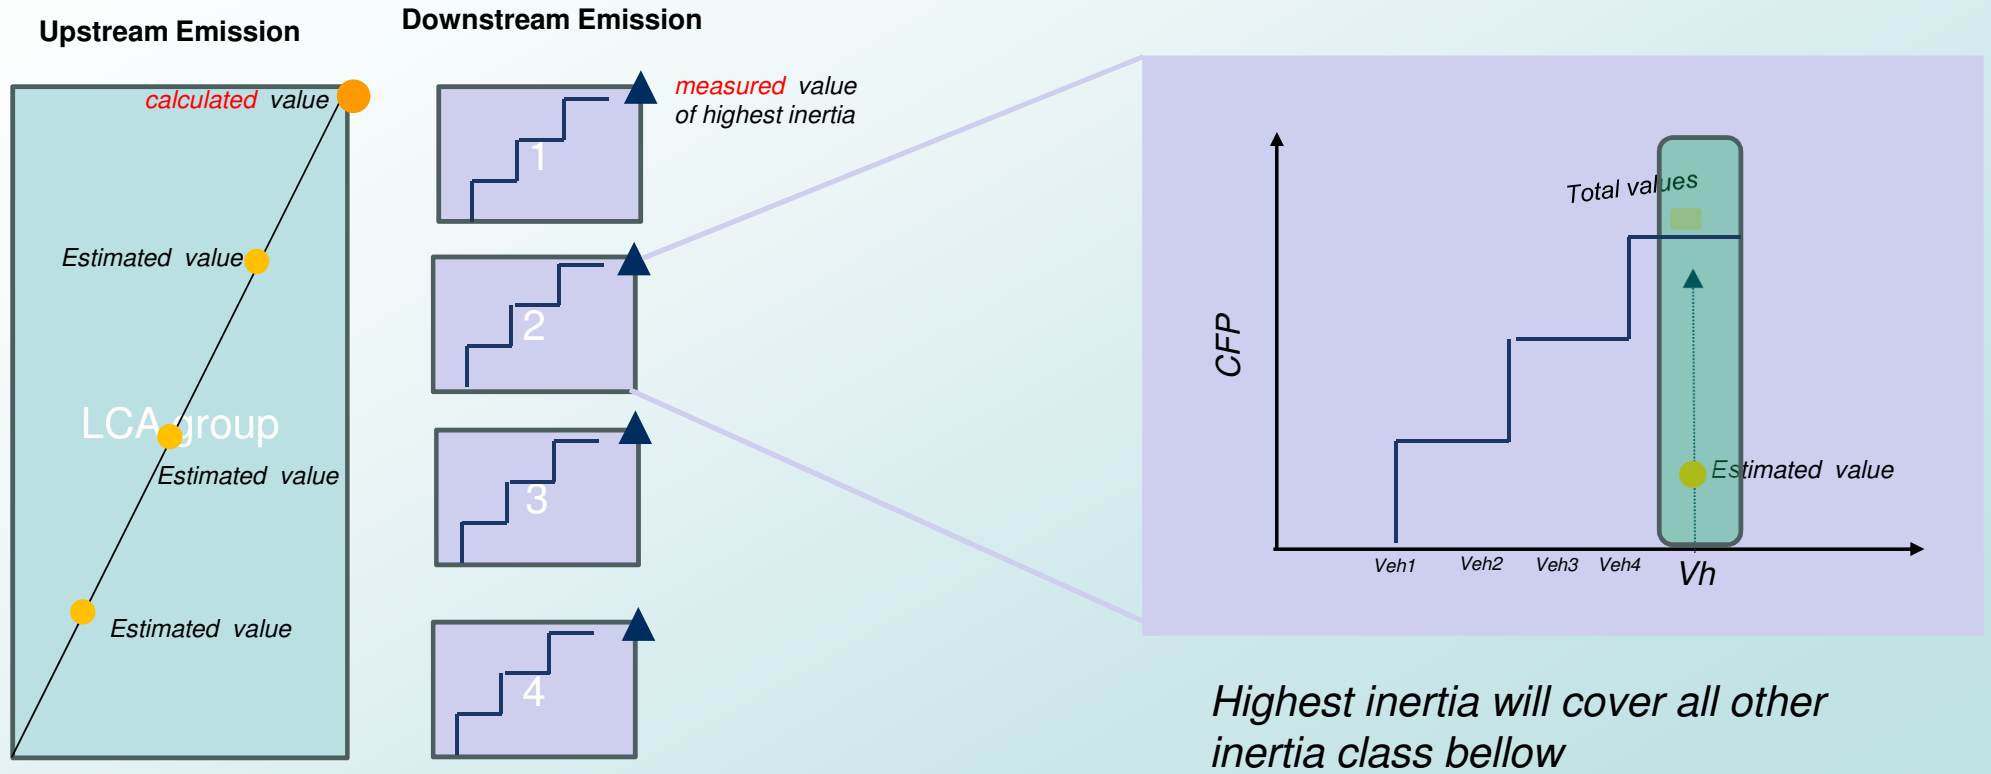 Upstream Emission
Downstream Emission
calculated value
measured value
of highest inertia
Estimated value
LCA group
Estimated value
Estimated value
1
2
3
4
Total values
CFP
Estimated value
Veh1 Veh2 Veh3 Veh4 Vh
Highest inertia will cover all other
inertia class bellow